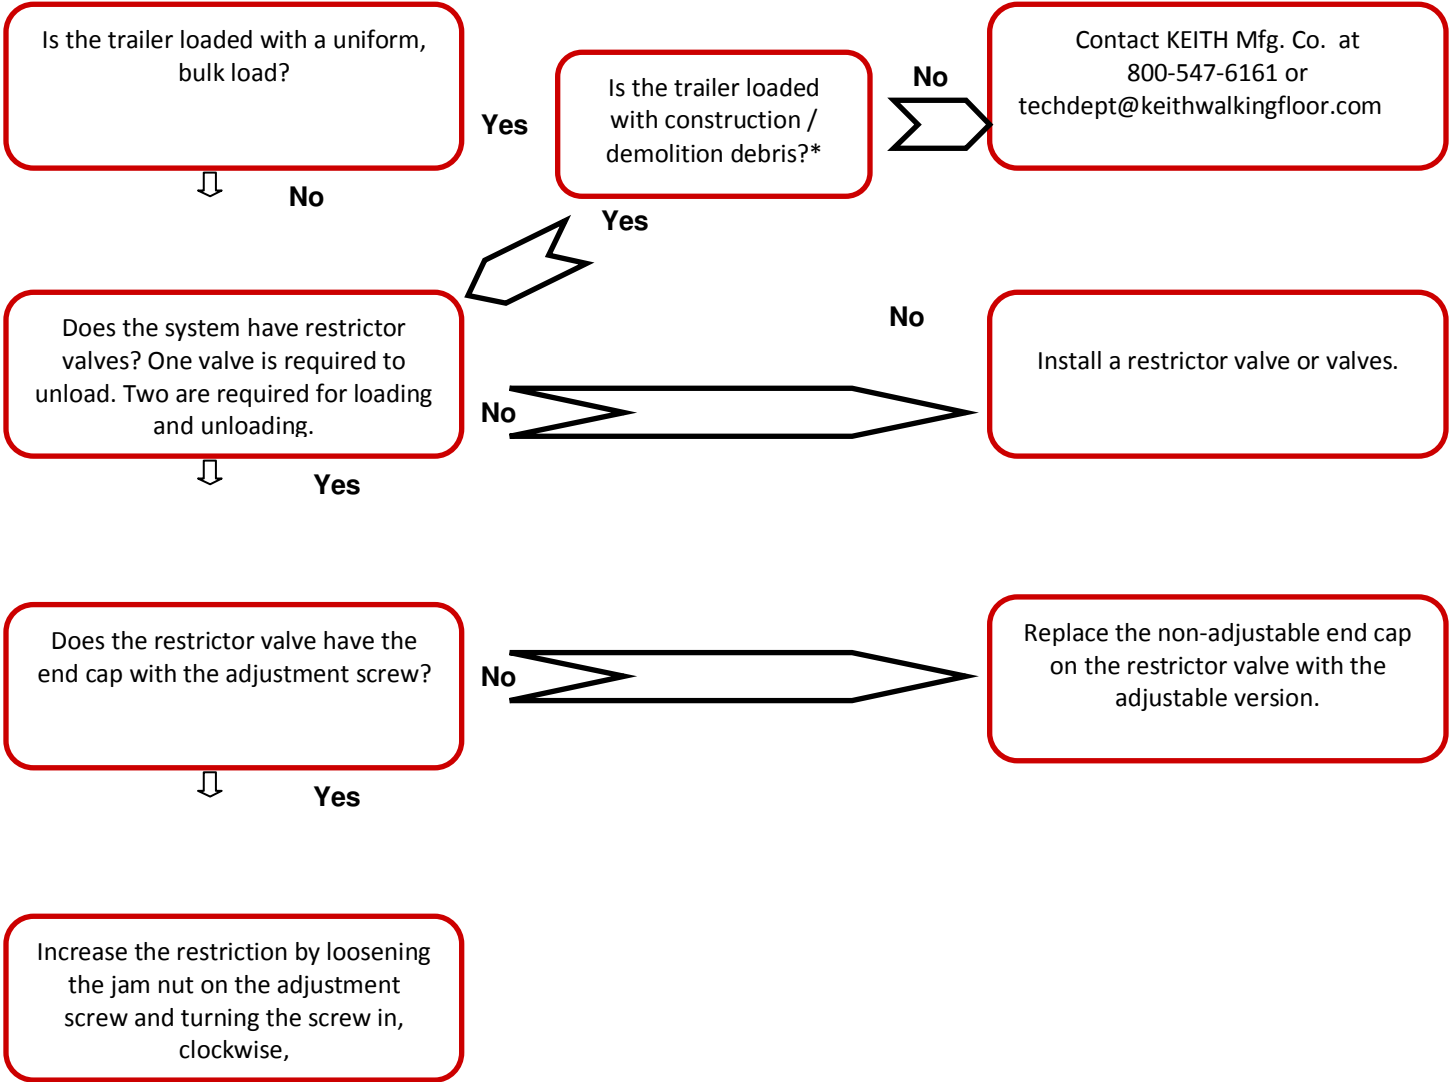 Is the trailer loaded with a uniform,
bulk load?
Yes
Is the trailer loaded
with construction /
demolition debris?*
No
Contact KEITH Mfg. Co. at
800-547-6161 or
techdept@keithwalkingfloor.com
No
Yes
Does the system have restrictor
valves? One valve is required to
unload. Two are required for loading
and unloading.
No
No
Install a restrictor valve or valves.
Yes
Does the restrictor valve have the
end cap with the adjustment screw?
No
Replace the non-adjustable end cap
on the restrictor valve with the
adjustable version.
Yes
Increase the restriction by loosening
the jam nut on the adjustment
screw and turning the screw in,
clockwise,